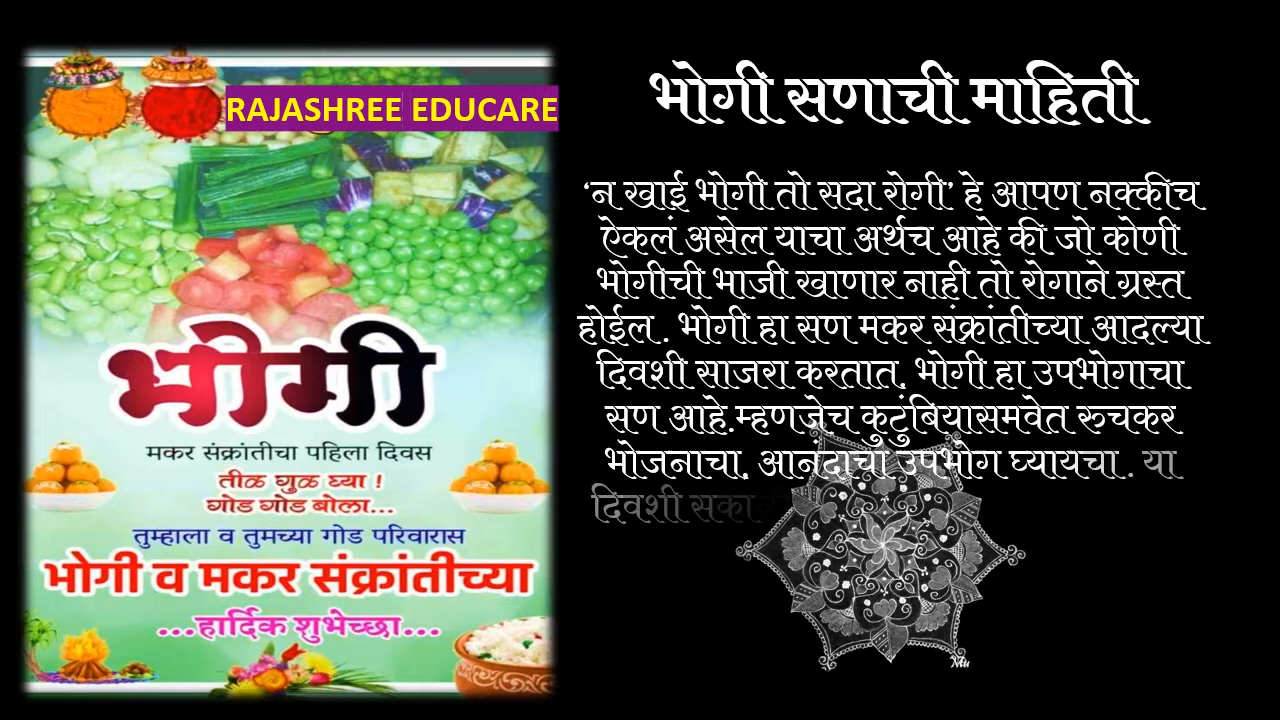 RAJASHREE EDUCARE
भोगी
मकर संक्रांतीचा पहिला दिवस
तीळ गुळ घ्या !
गोड गोड बोला...
तुम्हाला व तुमच्या गोड परिवारास
भोगी व मकर संक्रांतीच्या
...हार्दिक शुभेच्छा...
भोगी सणाची माहिती
‘न खाई भोगी तो सदा रोगी’ हे आपण नक्कीच
ऐकलं असेल याचा अर्थच आहे की जो कोणी
भोगीची भाजी खाणार नाही तो रोगाने ग्रस्त
होईल . भोगी हा सण मकर संक्रांतीच्या आदल्या
दिवशी साजरा करतात. भोगी हा उपभोगाचा
सण आहे.म्हणजेच कुटुंबियासमवेत रुचकर
भोजनाचा, आनंदाचा उपभोग घ्यायचा . या
दिवशी
Mu